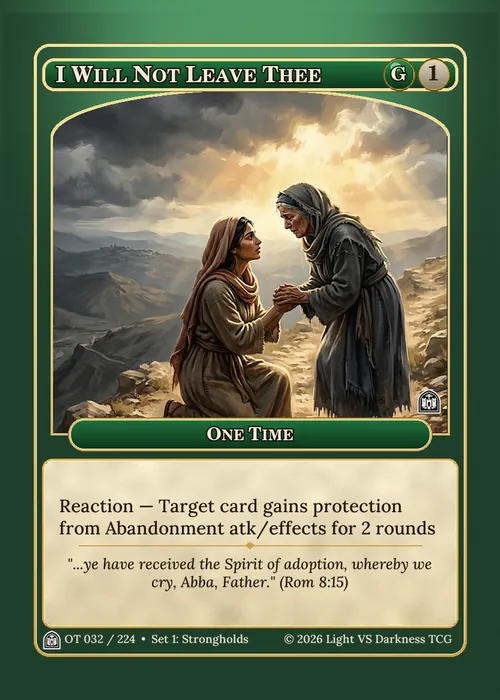 I Will Not Leave Thee G 1
One Time
Reaction — Target card gains protection
from Abandonment atk/effects for 2 rounds
"...ye have received the Spirit of adoption, whereby we
cry, Abba, Father." (Rom 8:15)
OT 032 / 224 • Set 1: Strongholds © 2026 Light VS Darkness TCG